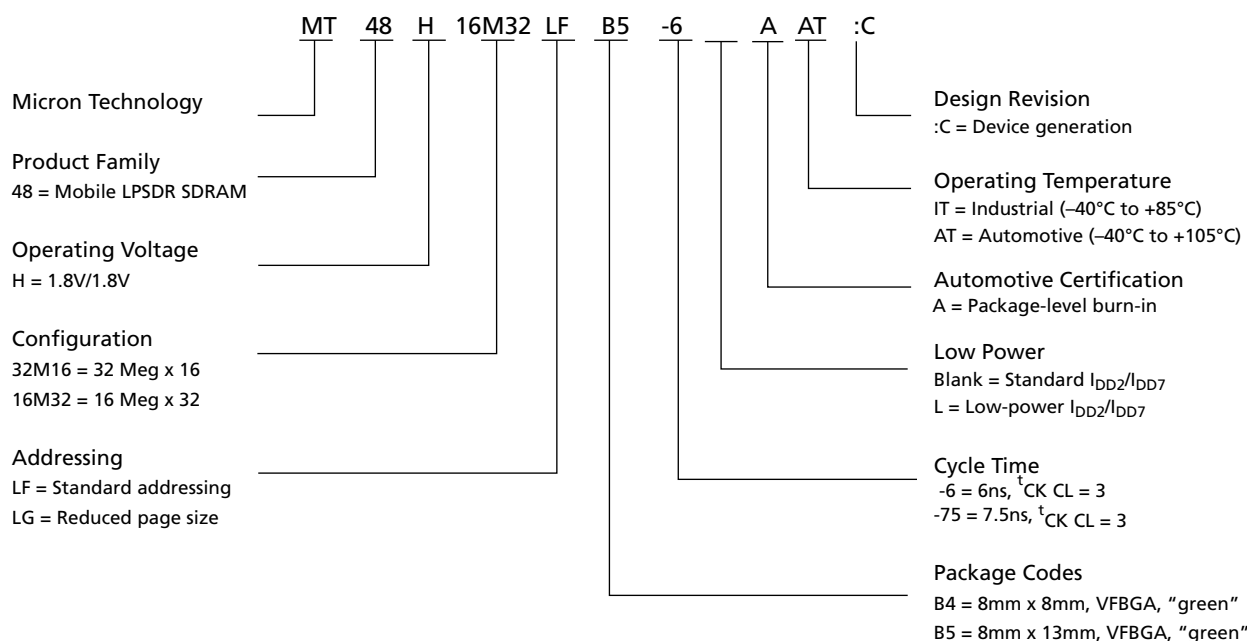 MT 48 H 16M32 LF B5 -6 A AT :C
Micron Technology
Product Family
48 = Mobile LPSDR SDRAM
Operating Voltage
H = 1.8V/1.8V
Configuration
32M16 = 32 Meg x 16
16M32 = 16 Meg x 32
Addressing
LF = Standard addressing
LG = Reduced page size
Design Revision
:C = Device generation
Operating Temperature
IT = Industrial (–40°C to +85°C)
AT = Automotive (–40°C to +105°C)
Automotive Certification
A = Package-level burn-in
Low Power
Blank = Standard IDD2/IDD7
L = Low-power IDD2/IDD7
Cycle Time
-6 = 6ns, tCK CL = 3
-75 = 7.5ns, tCK CL = 3
Package Codes
B4 = 8mm x 8mm, VFBGA, “green”
B5 = 8mm x 13mm, VFBGA, “green”